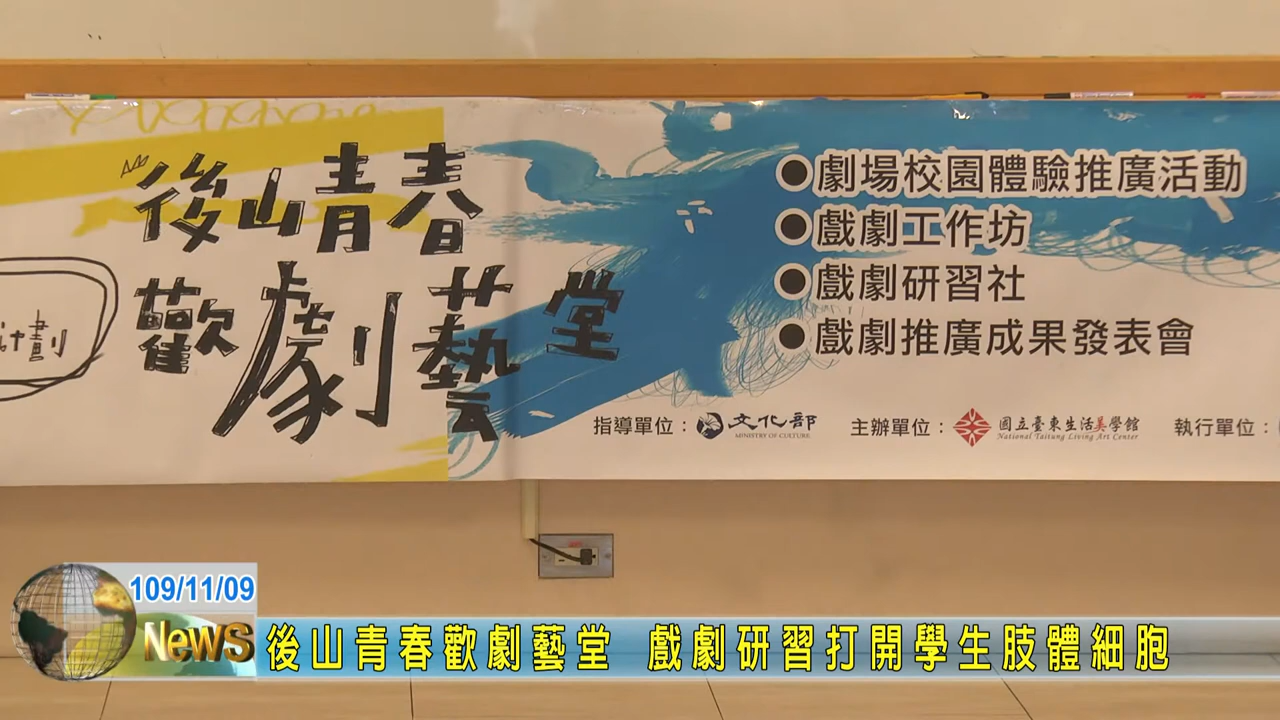 後山青春
歡劇藝堂
計劃
●劇場校園體驗推廣活動
●戲劇工作坊
●戲劇研習社
●戲劇推廣成果發表會
指導單位：文化部
MINISTRY OF CULTURE
主辦單位：國立臺東生活美學館
National Taitung Living Art Center
執行單位：
109/11/09
News
後山青春歡劇藝堂 戲劇研習打開學生肢體細胞